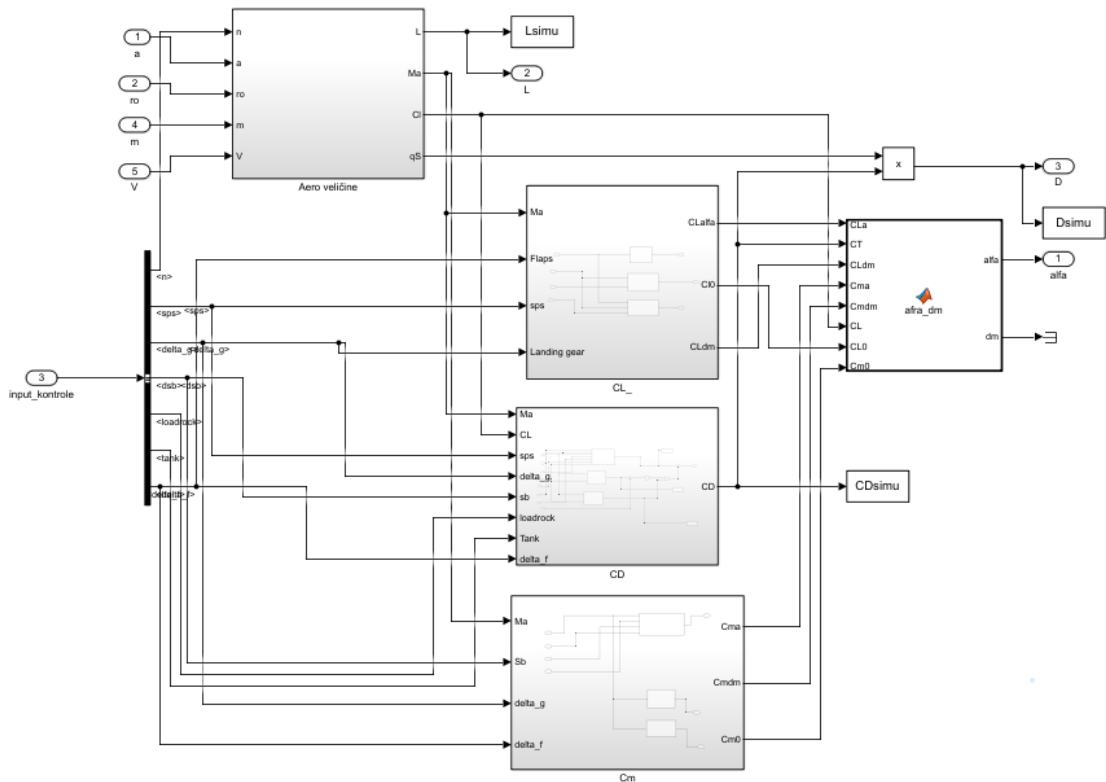 1
a
2
ro
4
m
5
V
n
a
ro
m
V
L
Ma
Cl
qS
Aero veličine
Lsimu
2
L
x
3
D
Dsimu
Ma
Flaps
sps
Landing gear
CLalfa
Cl0
CLdm
CL_
CLa
CT
CLdm
Cma
Cmdm
CL
CL0
Cm0
afra_dm
alfa
dm
1
alfa
3
input_kontrole
<n>
<sps> <sps>
<delta_g>
<dsb> <dsb>
<loadrock>
<tank>
Ma
CL
sps
delta_g
sb
loadrock
Tank
delta_f
CD
CD
CDsimu
Ma
Sb
delta_g
delta_f
Cma
Cmdm
Cm0
Cm